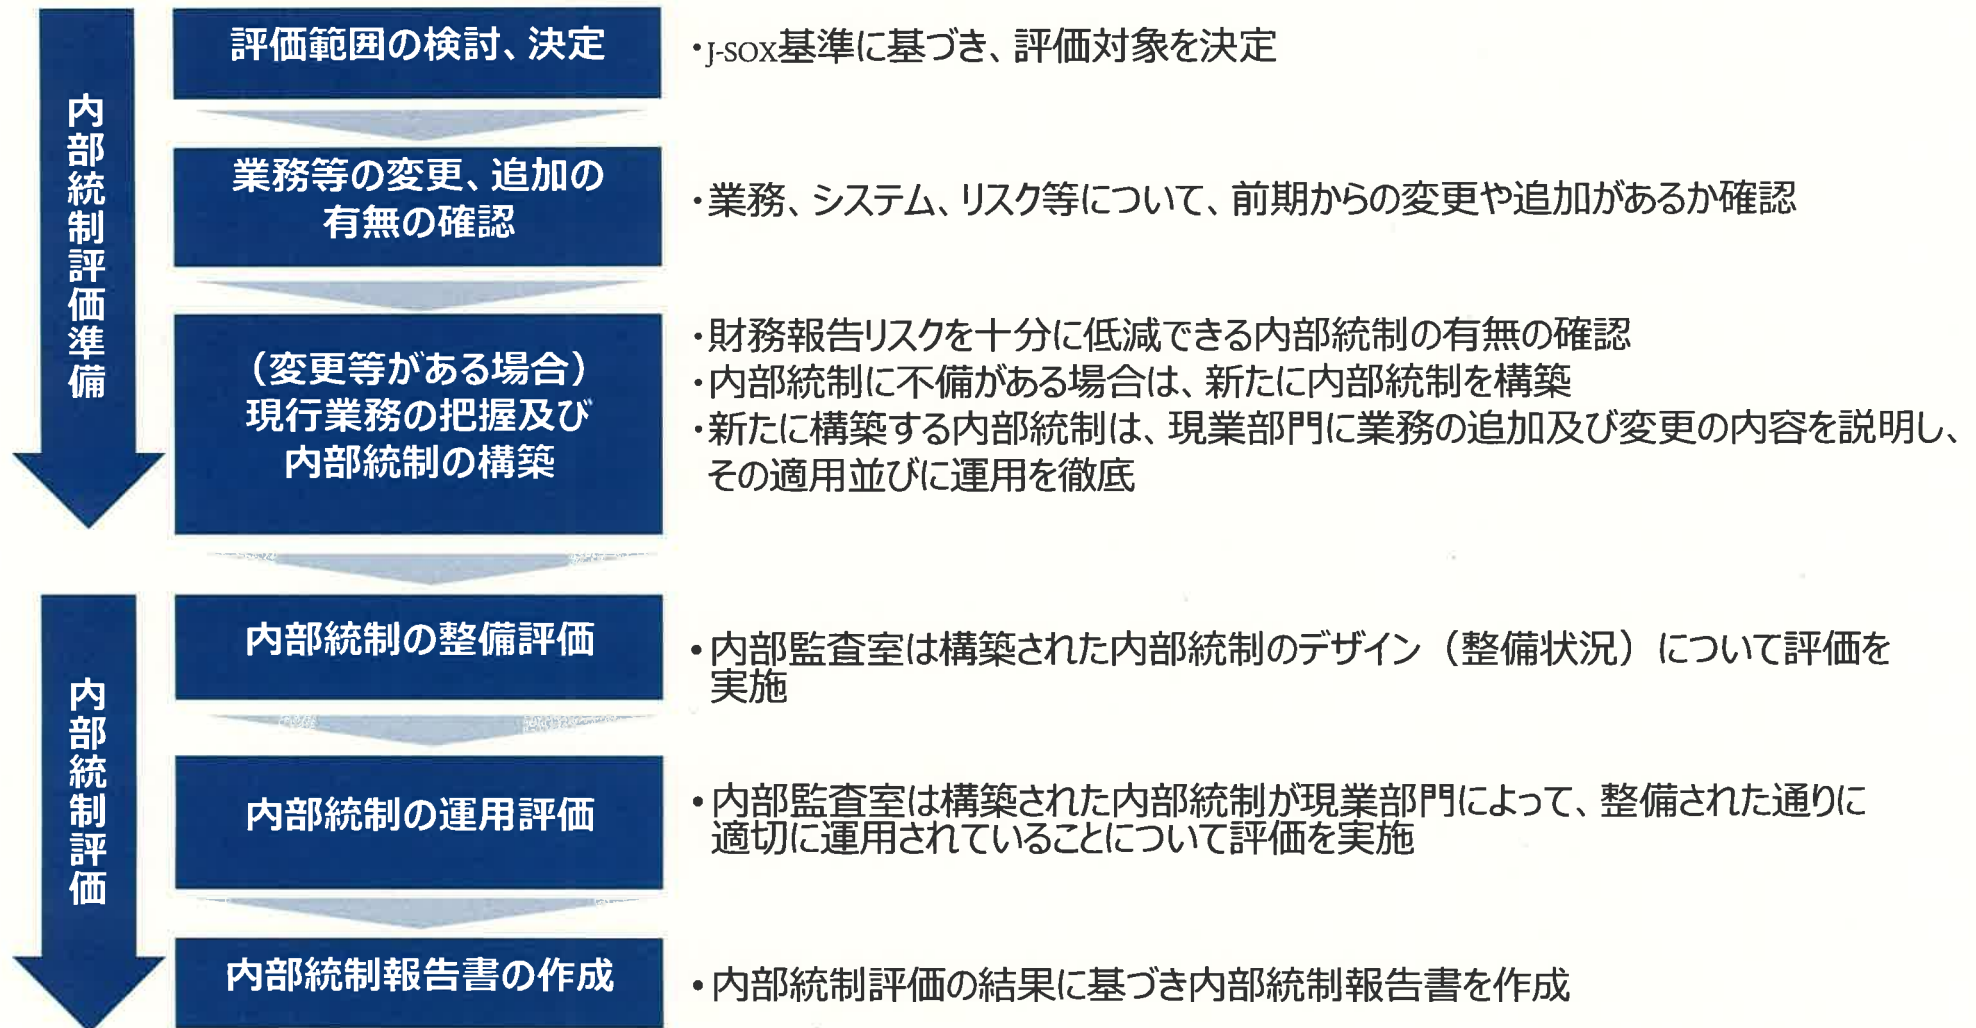 内部統制評価準備
評価範囲の検討、決定
・J-SOX基準に基づき、評価対象を決定
業務等の変更、追加の
有無の確認
・業務、システム、リスク等について、前期からの変更や追加があるか確認
（変更等がある場合）
現行業務の把握及び
内部統制の構築
・財務報告リスクを十分に低減できる内部統制の有無の確認
・内部統制に不備がある場合は、新たに内部統制を構築
・新たに構築する内部統制は、現業部門に業務の追加及び変更の内容を説明し、
その適用並びに運用を徹底
内部統制評価
内部統制の整備評価
・内部監査室は構築された内部統制のデザイン（整備状況）について評価を
実施
内部統制の運用評価
・内部監査室は構築された内部統制が現業部門によって、整備された通りに
適切に運用されていることについて評価を実施
内部統制報告書の作成
・内部統制評価の結果に基づき内部統制報告書を作成